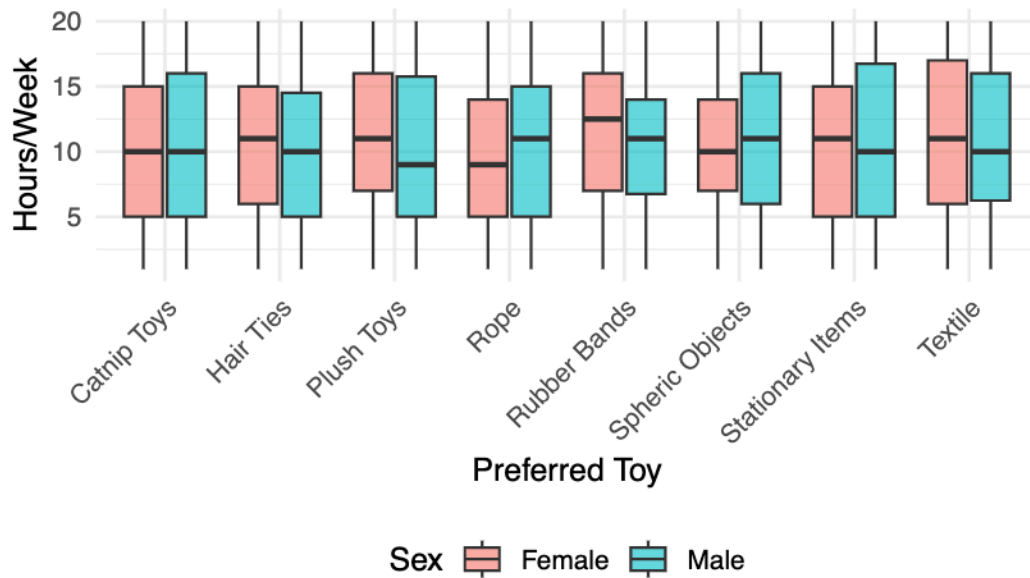 Hours/Week
20
15
10
5
Catnip Toys
Hair Ties
Plush Toys
Rope
Rubber Bands
Spheric Objects
Stationary Items
Textile
Preferred Toy
Sex Female Male